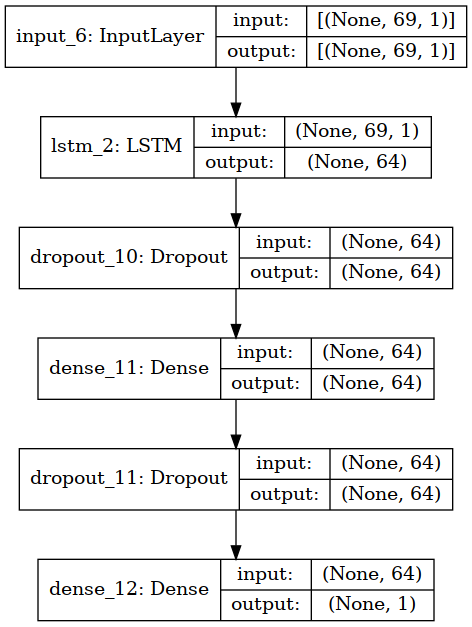 input_6: InputLayer
input:
[(None, 69, 1)]
output:
[(None, 69, 1)]
lstm_2: LSTM
input:
(None, 69, 1)
output:
(None, 64)
dropout_10: Dropout
input:
(None, 64)
output:
(None, 64)
dense_11: Dense
input:
(None, 64)
output:
(None, 64)
dropout_11: Dropout
input:
(None, 64)
output:
(None, 64)
dense_12: Dense
input:
(None, 64)
output:
(None, 1)